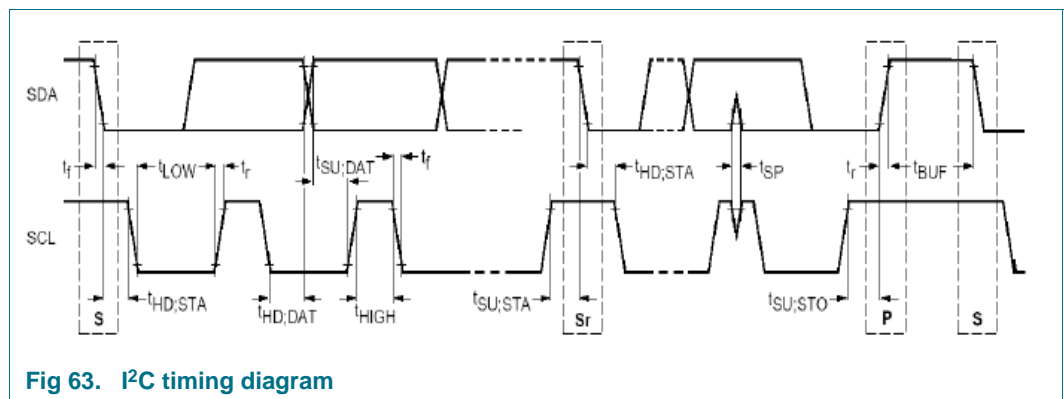 SDA
tf
tLOW
tr
tSU;DAT
tf
tHD;STA
tSP
tr
tBUF
SCL
tHD;STA
tHD;DAT
tHIGH
tSU;STA
tSU;STO
S
Sr
P
S
Fig 63. I2C timing diagram